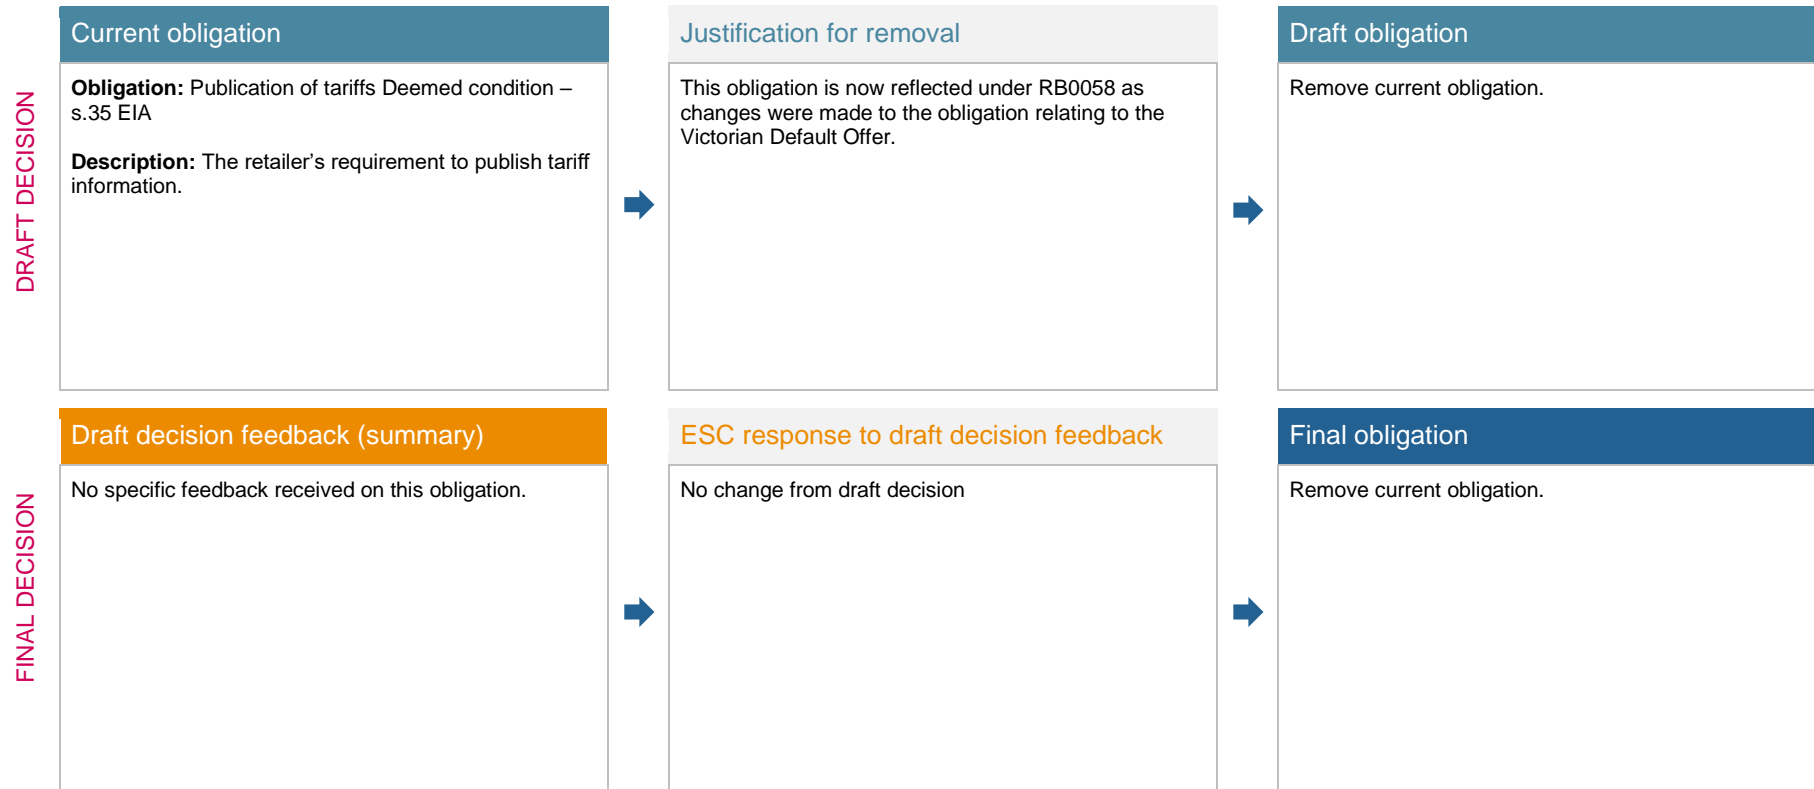 DRAFT DECISION
Current obligation
Obligation: Publication of tariffs Deemed condition –
s.35 EIA
Description: The retailer’s requirement to publish tariff
information.
Justification for removal
This obligation is now reflected under RB0058 as
changes were made to the obligation relating to the
Victorian Default Offer.
Draft obligation
Remove current obligation.
FINAL DECISION
Draft decision feedback (summary)
No specific feedback received on this obligation.
ESC response to draft decision feedback
No change from draft decision
Final obligation
Remove current obligation.